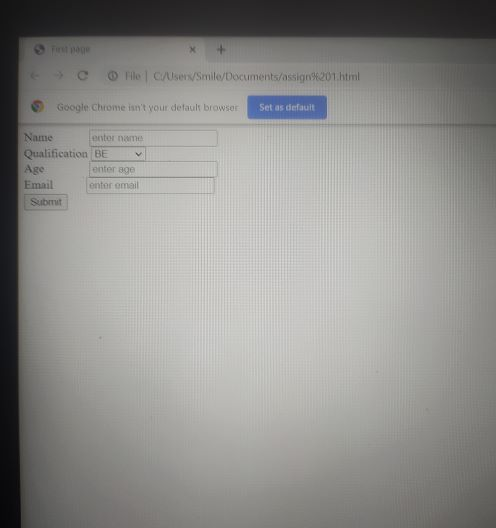 First page
File | C:/Users/Smile/Documents/assign%201.html
Google Chrome isn't your default browser Set as default
Name enter name
Qualification BE
Age enter age
Email enter email
Submit